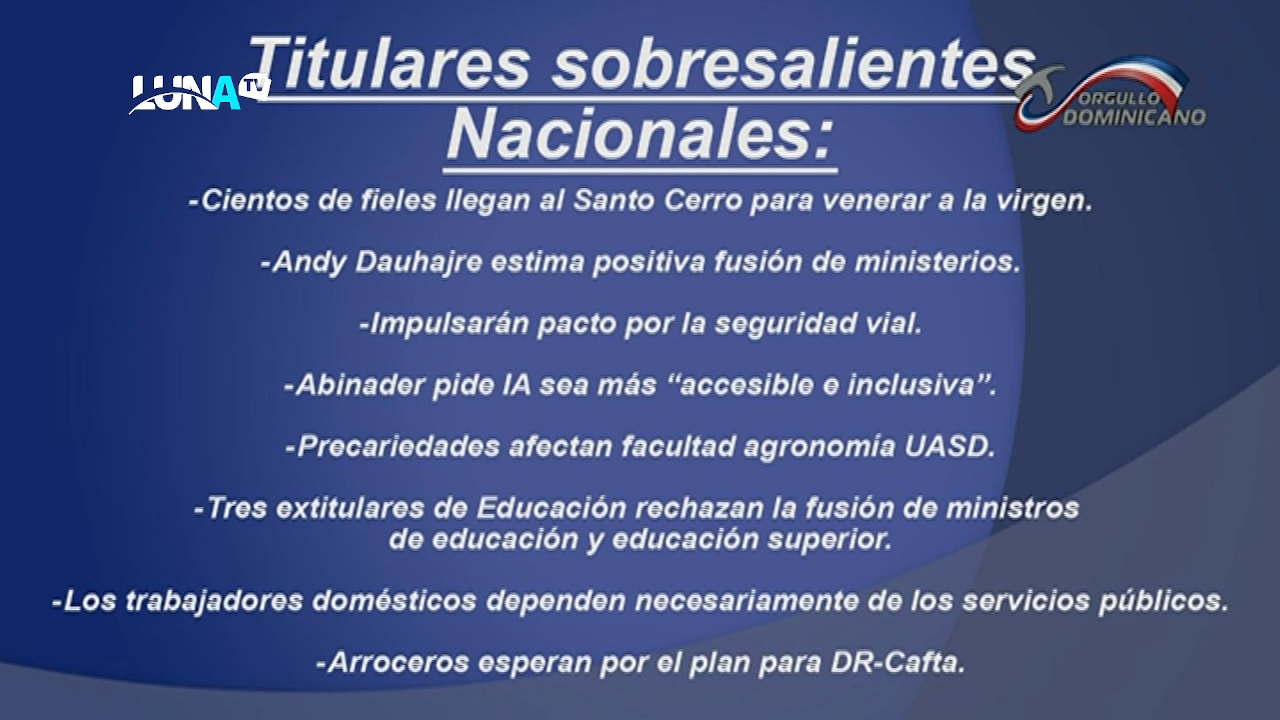 Titulares sobresalientes
LUNA TV
ORGULLO
DOMINICANO
Nacionales:
-Cientos de fieles llegan al Santo Cerro para venerar a la virgen.
-Andy Dauhajre estima positiva fusión de ministerios.
-Impulsarán pacto por la seguridad vial.
-Abinader pide IA sea más “accesible e inclusiva”.
-Precariedades afectan facultad agronomía UASD.
-Tres extitulares de Educación rechazan la fusión de ministros
de educación y educación superior.
-Los trabajadores domésticos dependen necesariamente de los servicios públicos.
-Arroceros esperan por el plan para DR-Cafta.